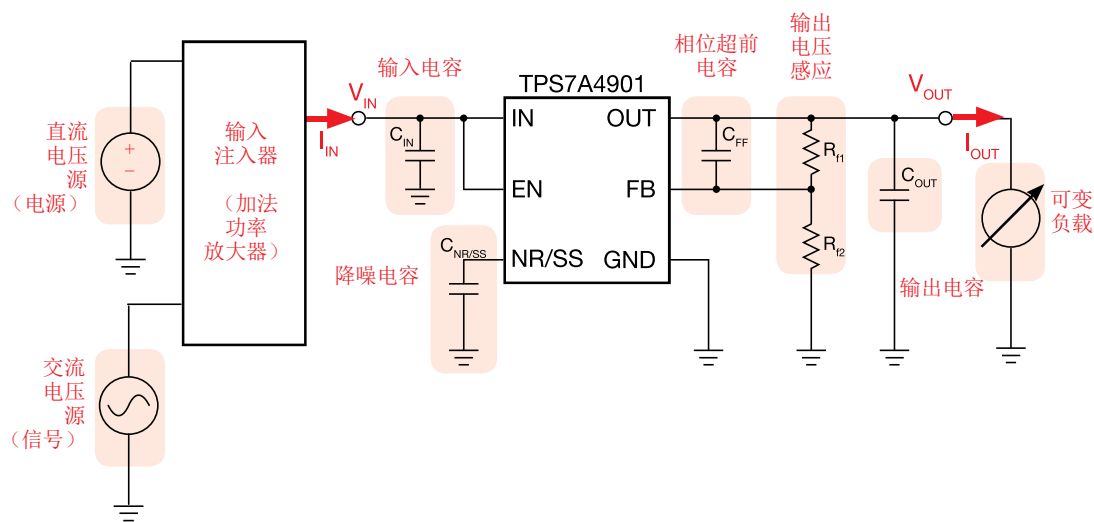 直流
电压
源
（电源）
交流
电压
源
（信号）
输入
注入器
（加法
功率
放大器）
V_IN
I_IN
输入电容
C_IN
降噪电容
C_NR/SS
TPS7A4901
IN
OUT
EN
FB
NR/SS
GND
相位超前
电容
C_FF
输出
电压
感应
R_f1
R_f2
V_OUT
I_OUT
C_OUT
输出电容
可变
负载